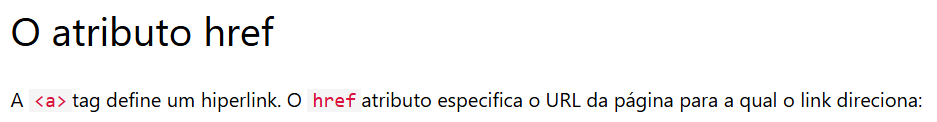 O atributo href
A <a> tag define um hiperlink. O href atributo especifica o URL da página para a qual o link direciona: